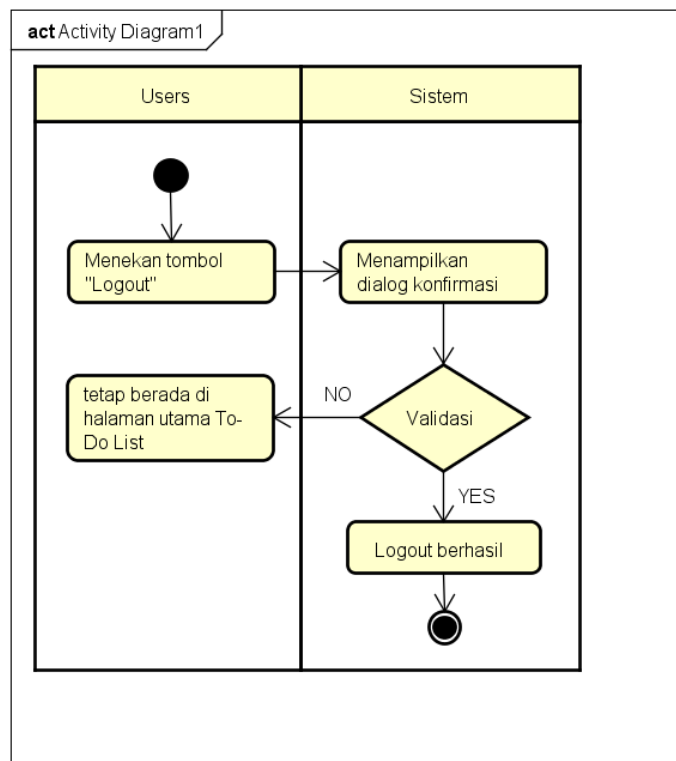 act Activity Diagram1
Users
Sistem
Menekan tombol
"Logout"
Menampilkan
dialog konfirmasi
tetap berada di
halaman utama To-
Do List
NO
Validasi
YES
Logout berhasil